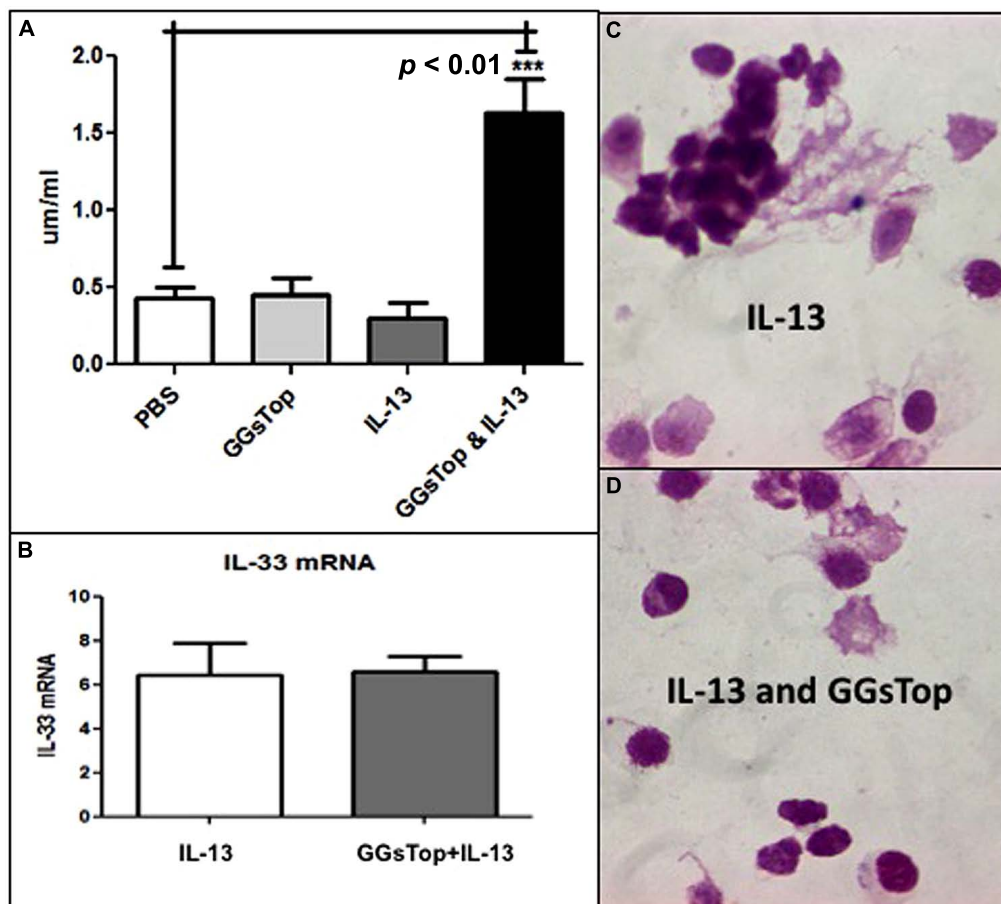 A
p < 0.01 ***
2.0
1.5
1.0
0.5
0.0
um/ml
PBS
GGsTop
IL-13
GGsTop & IL-13
B
IL-33 mRNA
10
8
6
4
2
0
IL-33 mRNA
IL-13
GGsTop+IL-13
C
IL-13
D
IL-13 and GGsTop